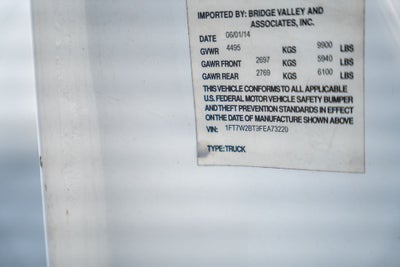 IMPORTED BY: BRIDGE VALLEY AND
ASSOCIATES, INC.
DATE 06/01/14
GVWR 4495 KGS 9900 LBS
GAWR FRONT 2697 KGS 5940 LBS
GAWR REAR 2769 KGS 6100 LBS
THIS VEHICLE CONFORMS TO ALL APPLICABLE
U.S. FEDERAL MOTOR VEHICLE SAFETY BUMPER
AND THEFT PREVENTION STANDARDS IN EFFECT
ON THE DATE OF MANUFACTURE SHOWN ABOVE
VIN: 1FT7W2BT3FEA73220
TYPE: TRUCK